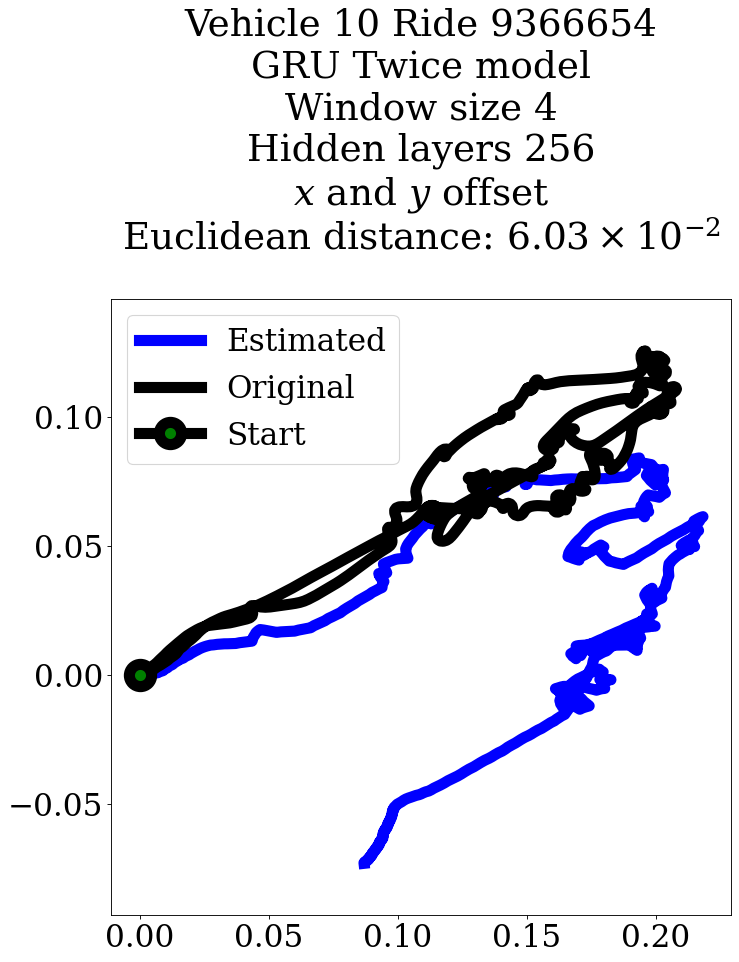 Vehicle 10 Ride 9366654
GRU Twice model
Window size 4
Hidden layers 256
x and y offset
Euclidean distance: 6.03 × 10⁻²
Estimated
Original
Start
0.10
0.05
0.00
−0.05
0.00 0.05 0.10 0.15 0.20